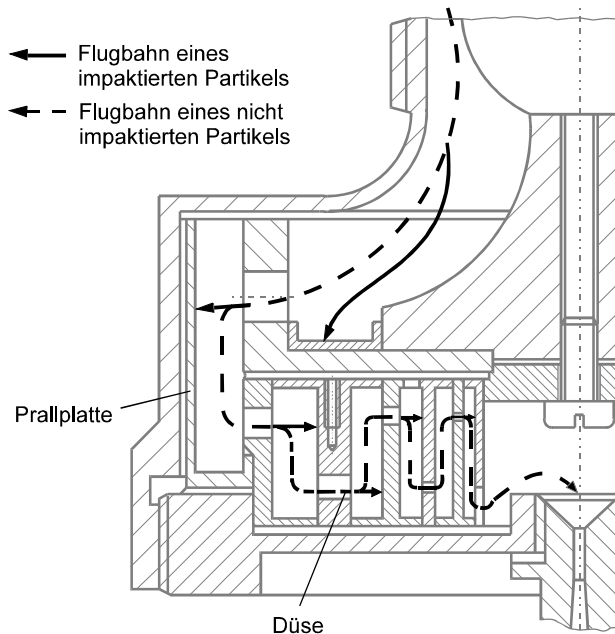 Flugbahn eines
impaktierten Partikels
Flugbahn eines nicht
impaktierten Partikels
Prallplatte
Düse